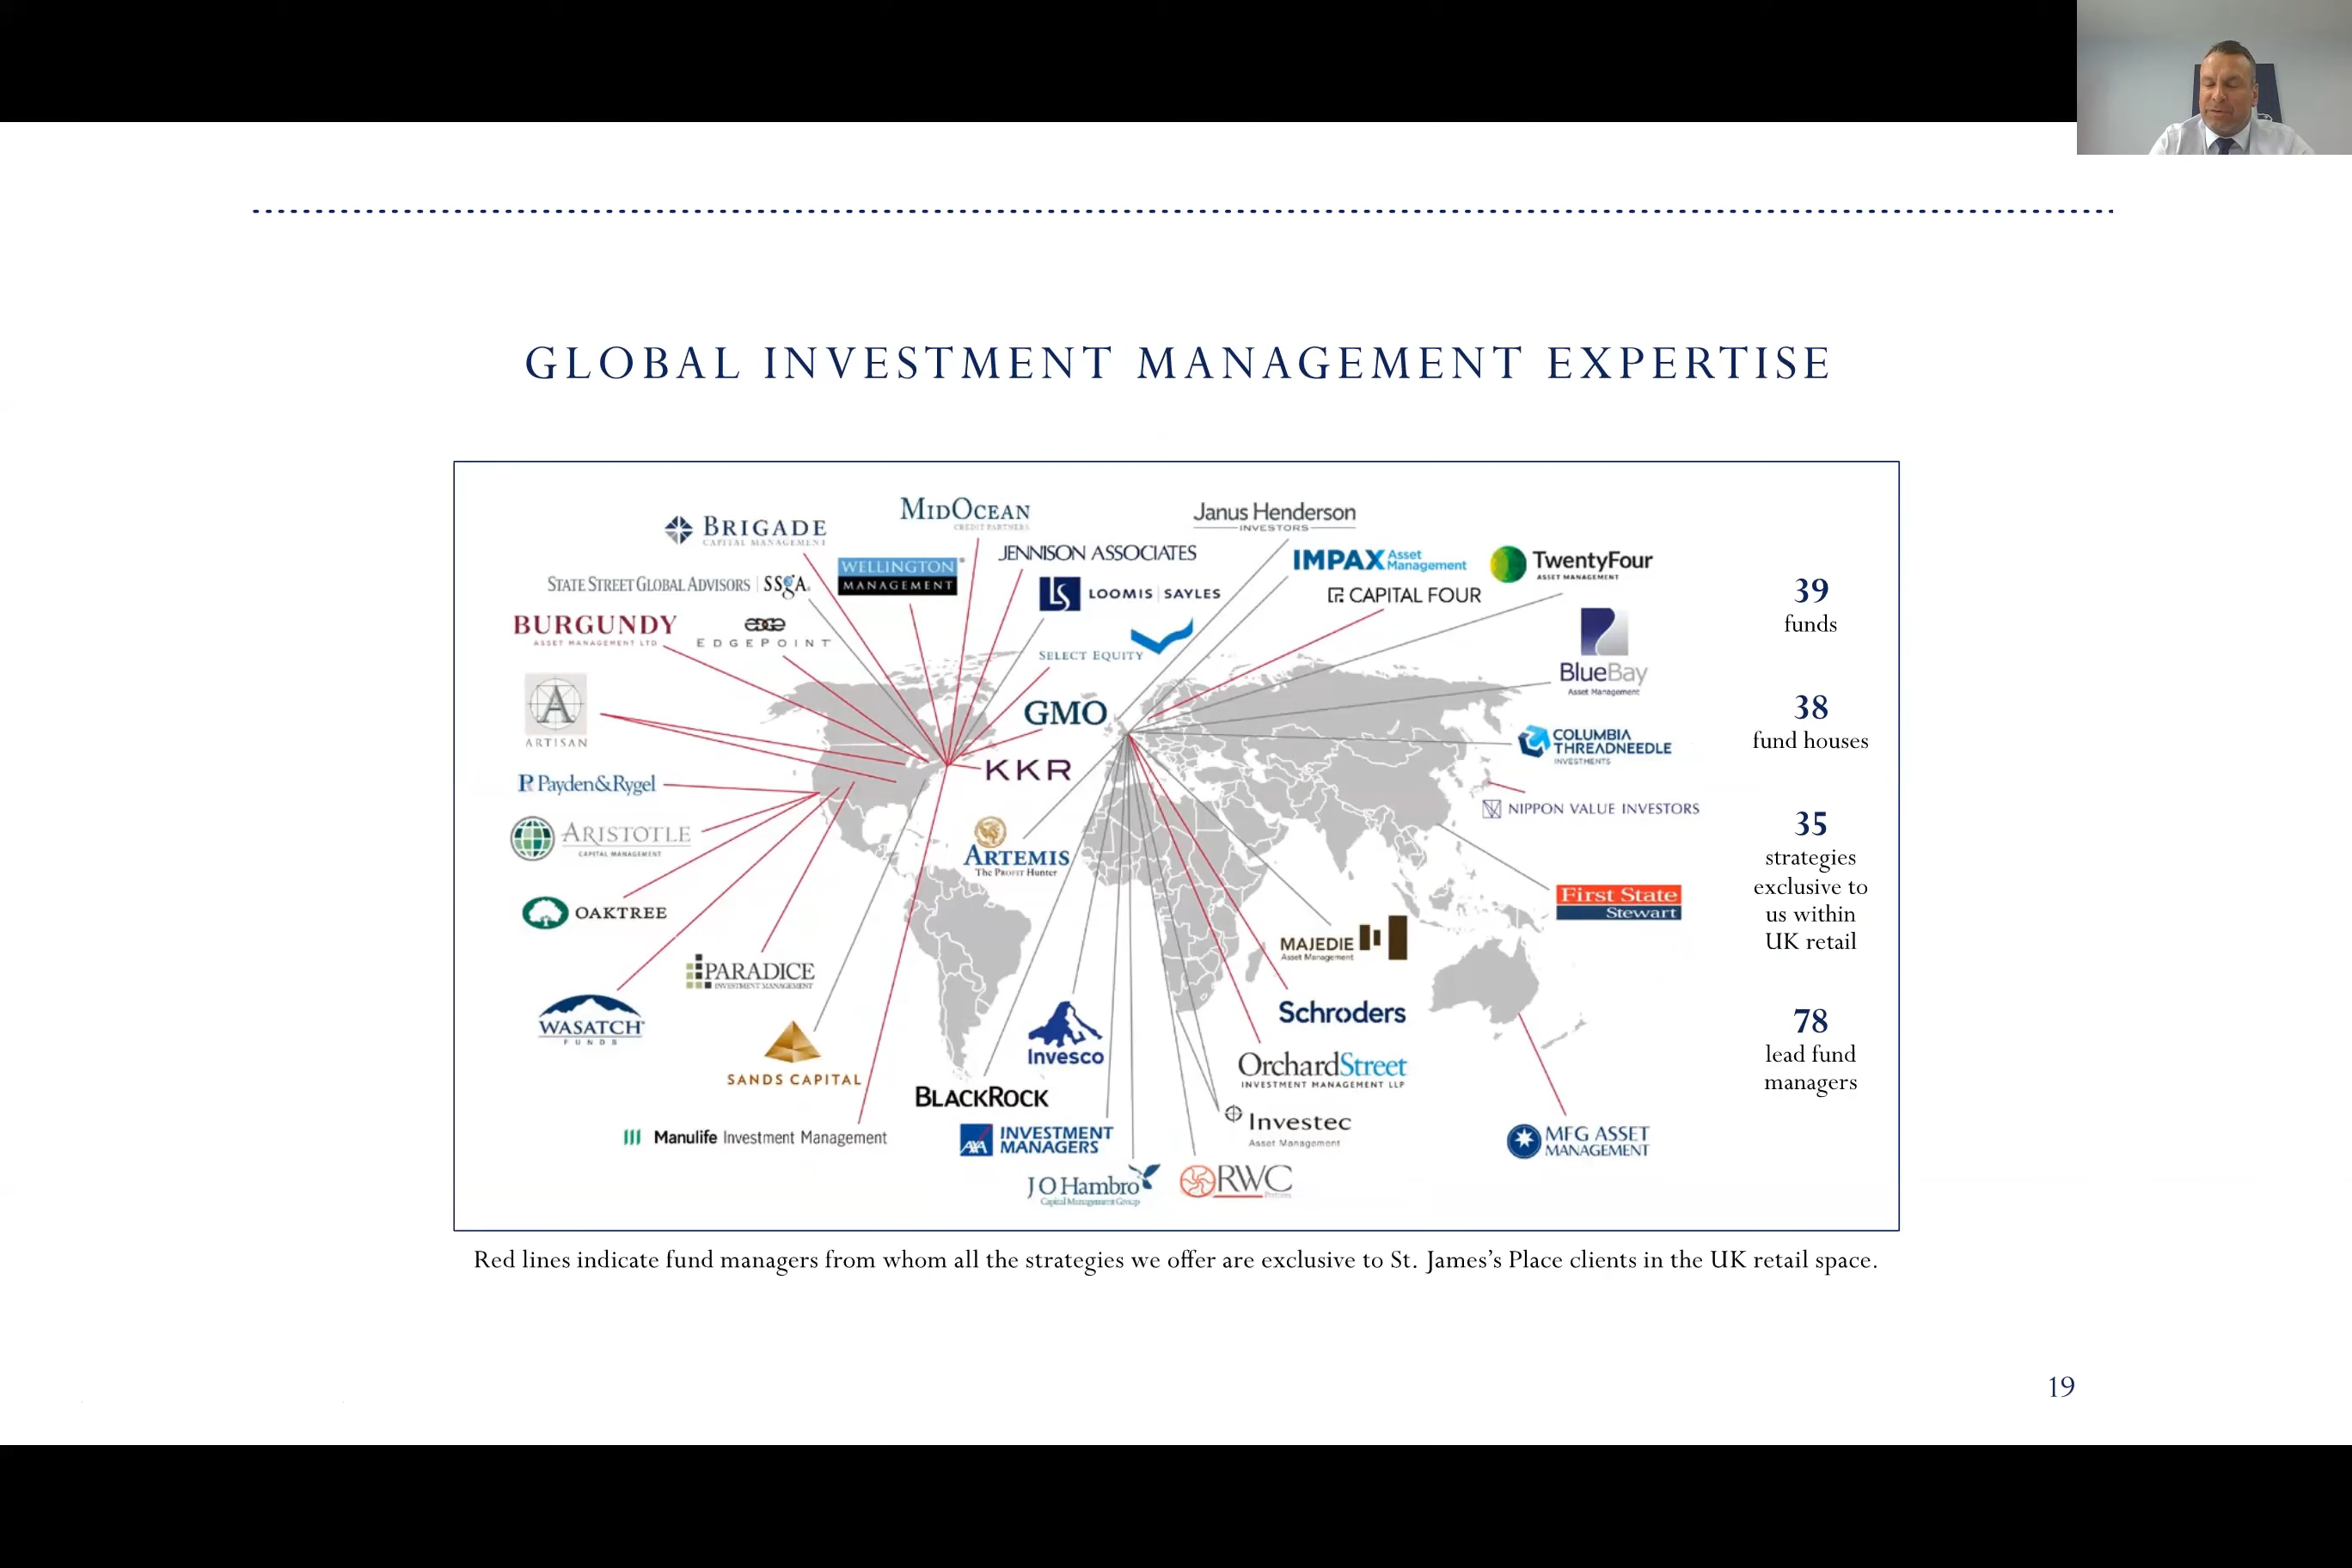 GLOBAL INVESTMENT MANAGEMENT EXPERTISE
BRIGADE
CAPITAL MANAGEMENT
MIDOCEAN
CREDIT PARTNERS
Janus Henderson
INVESTORS
STATE STREET GLOBAL ADVISORS | SSGA.
WELLINGTON
MANAGEMENT
JENNISON ASSOCIATES
IMPAX Asset
Management
TwentyFour
ASSET MANAGEMENT
LS LOOMIS | SAYLES
CAPITAL FOUR
BURGUNDY
ASSET MANAGEMENT LTD
edge
EDGEPOINT
SELECT EQUITY
BlueBay
Asset Management
A
ARTISAN
GMO
COLUMBIA
THREADNEEDLE
INVESTMENTS
KKR
Payden&Rygel
NIPPON VALUE INVESTORS
ARISTOTLE
CAPITAL MANAGEMENT
ARTEMIS
The PROFIT Hunter
OAKTREE
First State
Stewart
MAJEDIE
Asset Management
PARADICE
INVESTMENT MANAGEMENT
WASATCH
FUNDS
Schroders
SANDS CAPITAL
Invesco
OrchardStreet
INVESTMENT MANAGEMENT LLP
BLACKROCK
Investec
Asset Management
Manulife Investment Management
AXA INVESTMENT
MANAGERS
MFG ASSET
MANAGEMENT
J O Hambro
Capital Management Group
RWC
Partners
39
funds
38
fund houses
35
strategies
exclusive to
us within
UK retail
78
lead fund
managers
Red lines indicate fund managers from whom all the strategies we offer are exclusive to St. James’s Place clients in the UK retail space.
19